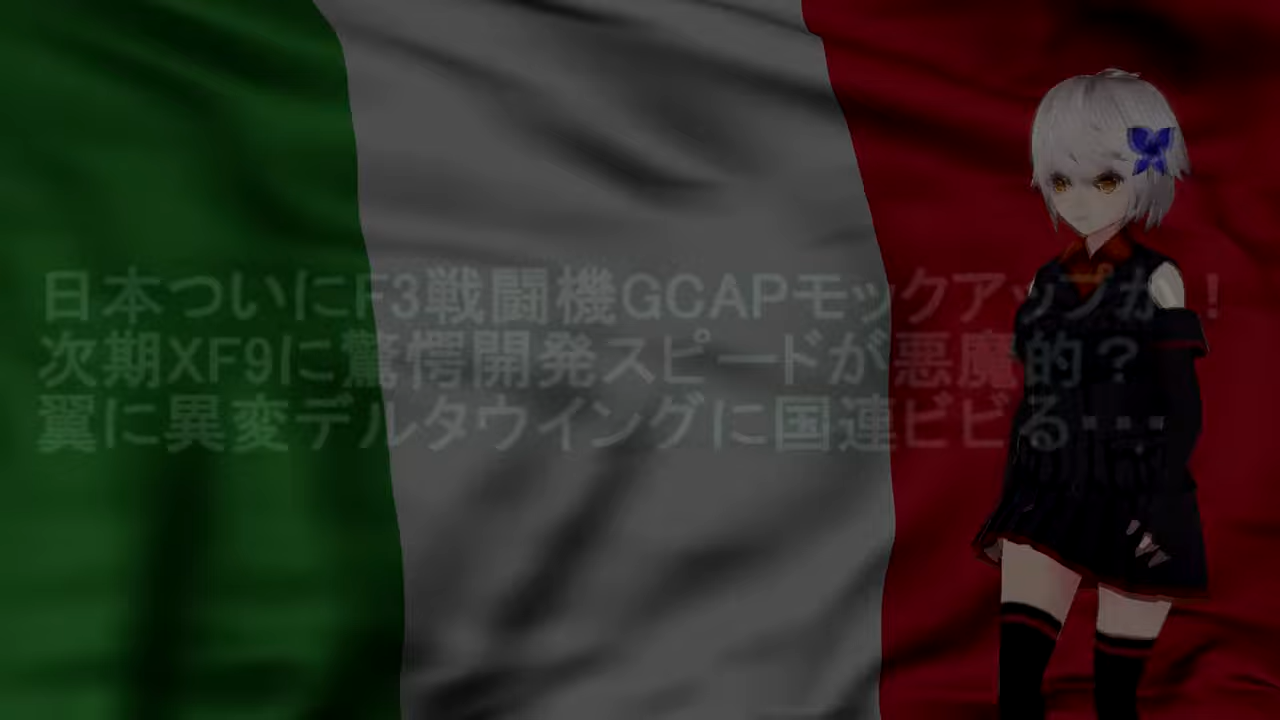 日本ついにF3戦闘機GCAPモックアップか！
次期XF9に驚愕開発スピードが悪魔的？
翼に異変デルタウイングに国連ビビる・・・